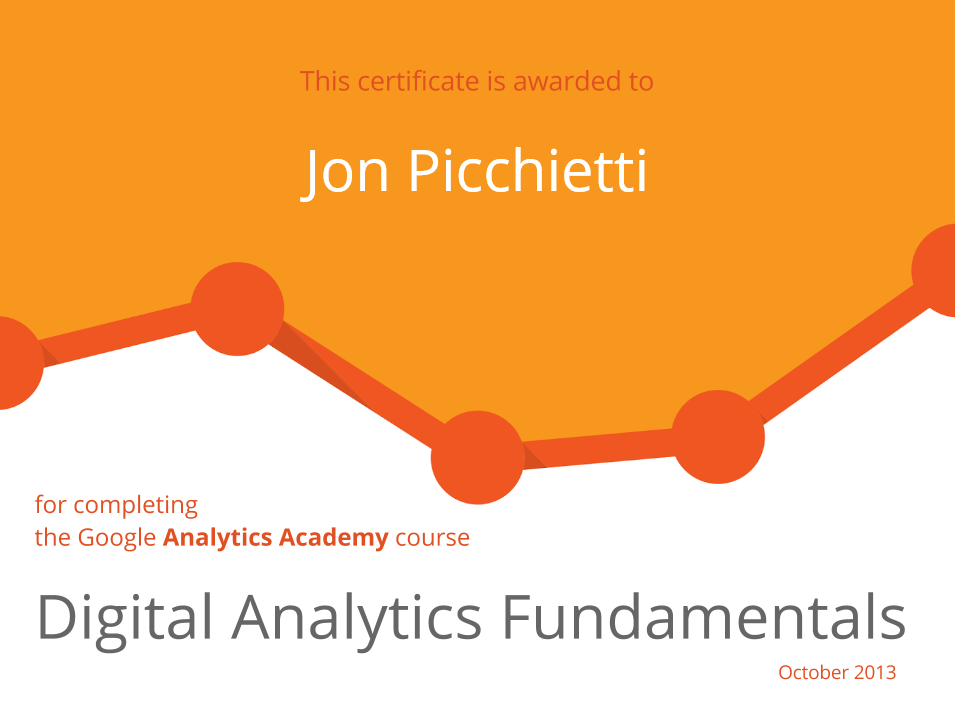 This certificate is awarded to
Jon Picchietti
for completing
the Google Analytics Academy course
Digital Analytics Fundamentals
October 2013